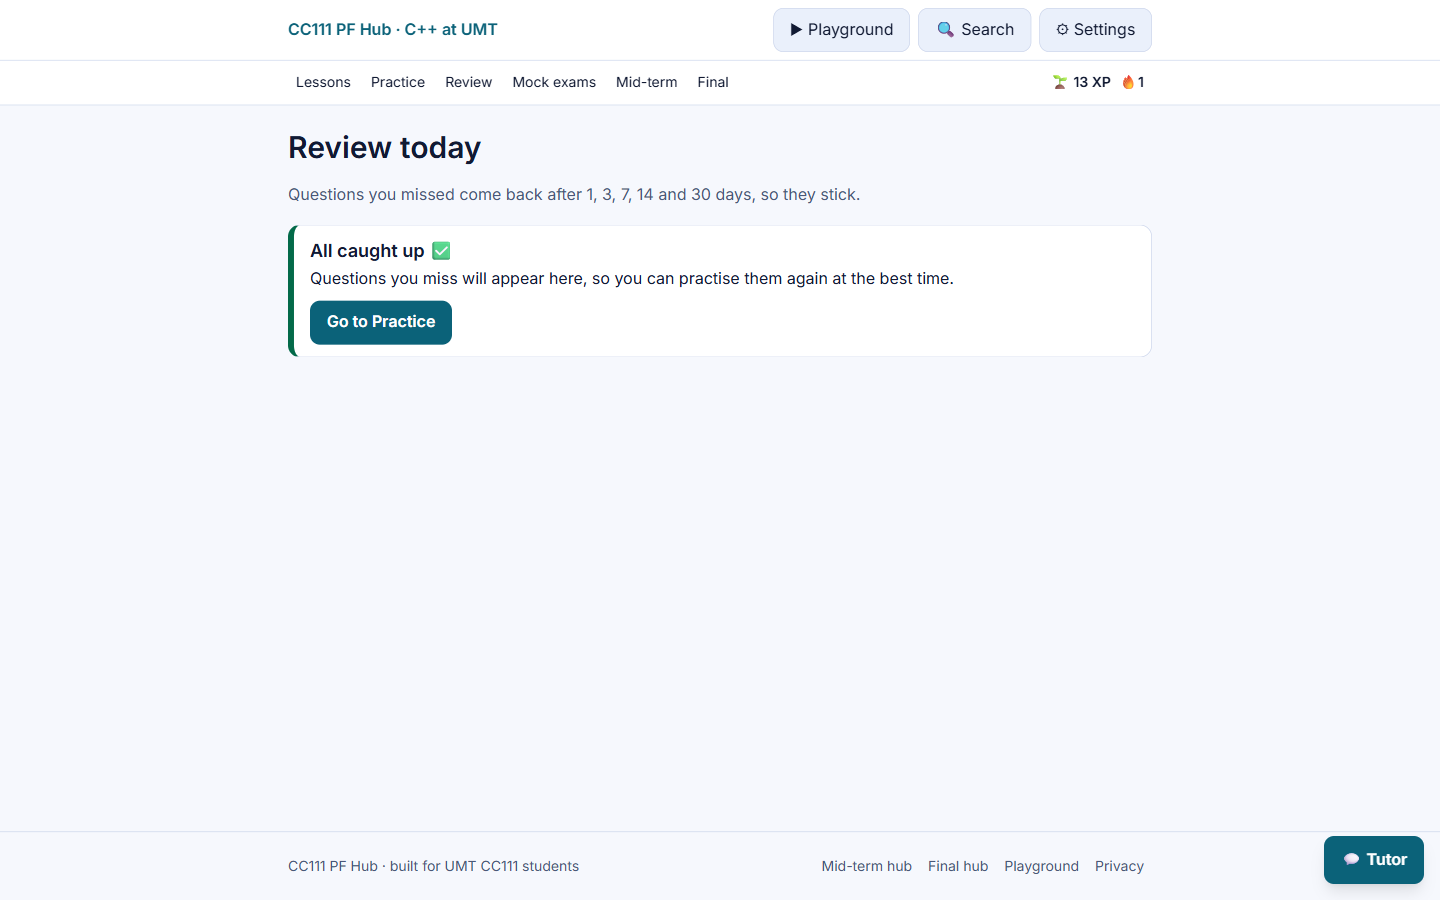 CC111 PF Hub · C++ at UMT
▶ Playground
🔍 Search
⚙ Settings
Lessons Practice Review Mock exams Mid-term Final
🌱 13 XP 🔥 1
Review today
Questions you missed come back after 1, 3, 7, 14 and 30 days, so they stick.
All caught up ✅
Questions you miss will appear here, so you can practise them again at the best time.
Go to Practice
CC111 PF Hub · built for UMT CC111 students
Mid-term hub Final hub Playground Privacy
💬 Tutor